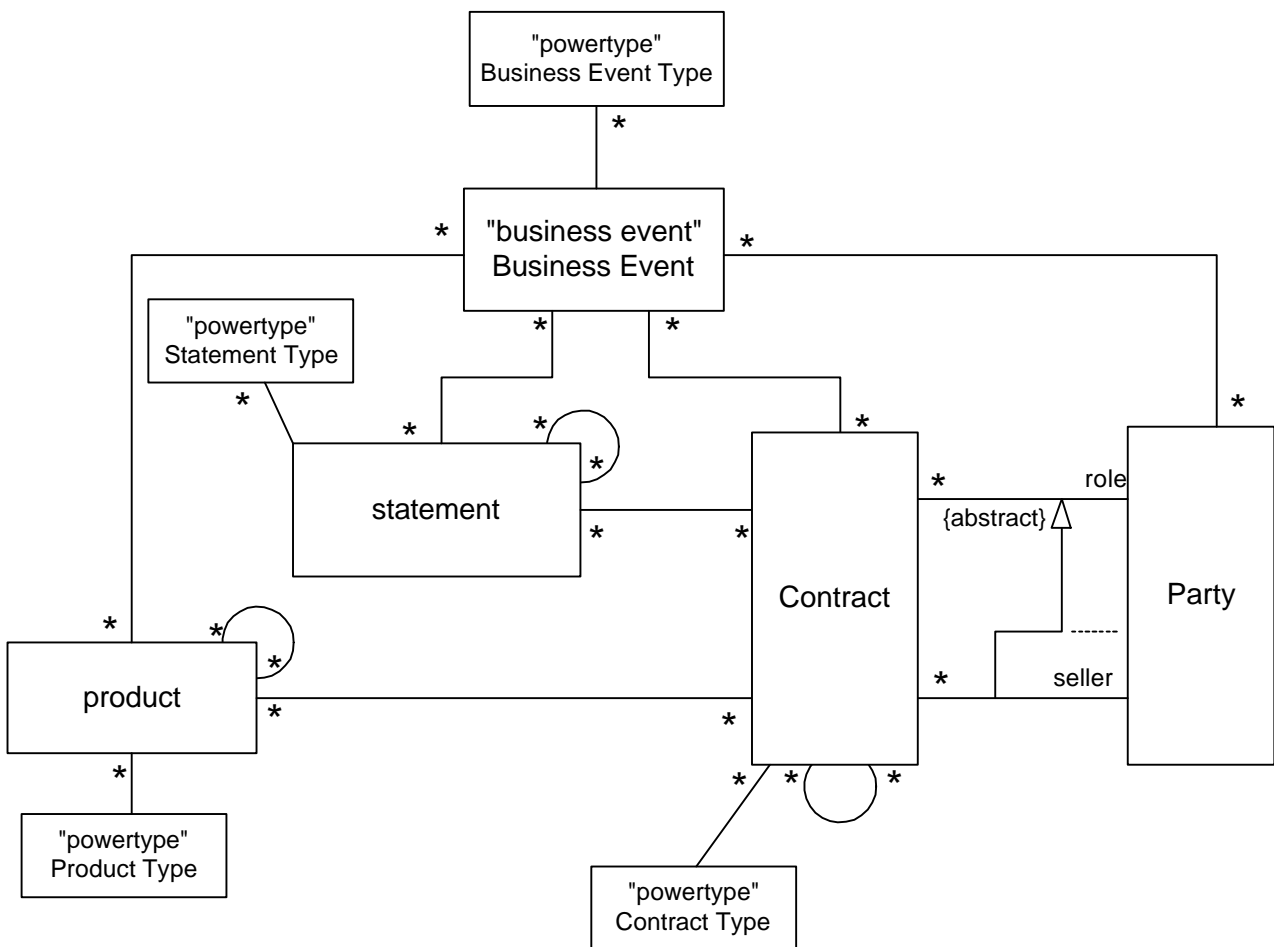 "powertype"
Business Event Type
*
"business event"
Business Event
*
*
*
*
"powertype"
Statement Type
*
*
*
*
*
*
statement
*
*
*
role
{abstract}
Contract
Party
*
*
*
product
*
*
*
seller
*
*
*
*
*
"powertype"
Product Type
"powertype"
Contract Type